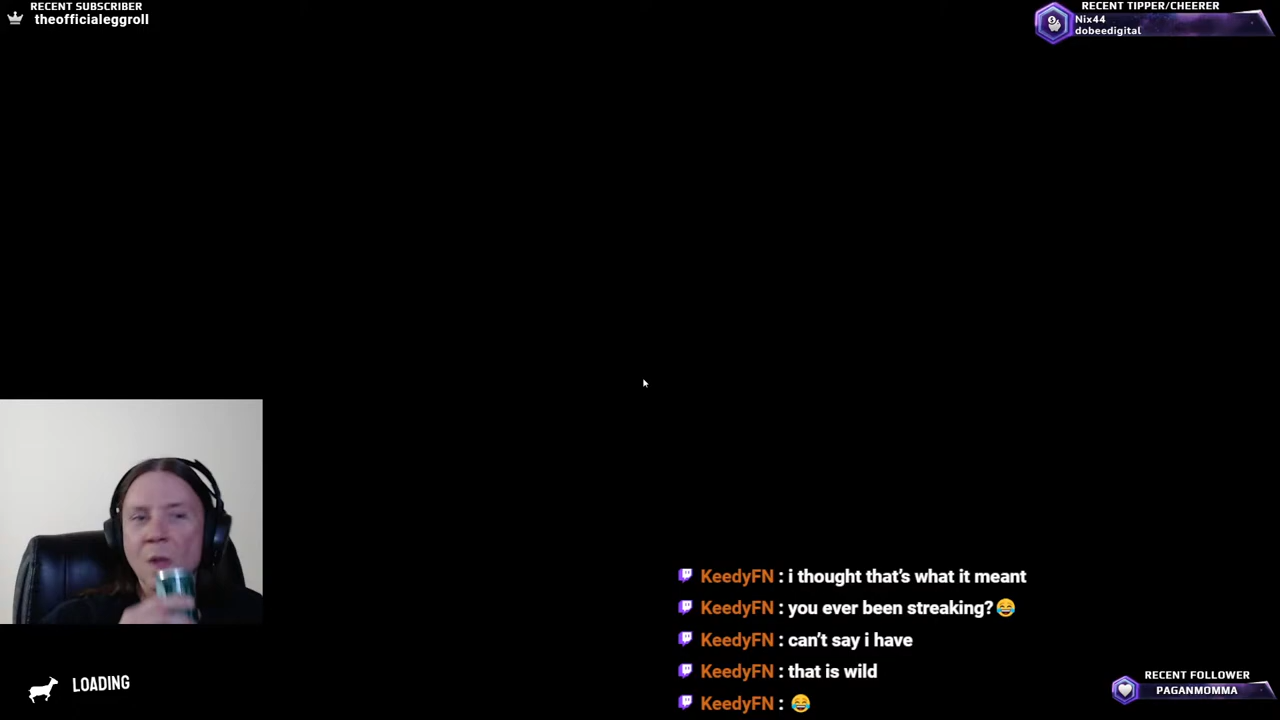 RECENT SUBSCRIBER
theofficialeggroll
RECENT TIPPER/CHEERER
Nix44
dobeedigital
KeedyFN : i thought that's what it meant
KeedyFN : you ever been streaking?😂
KeedyFN : can't say i have
KeedyFN : that is wild
KeedyFN : 😂
LOADING
RECENT FOLLOWER
PAGANMOMMA